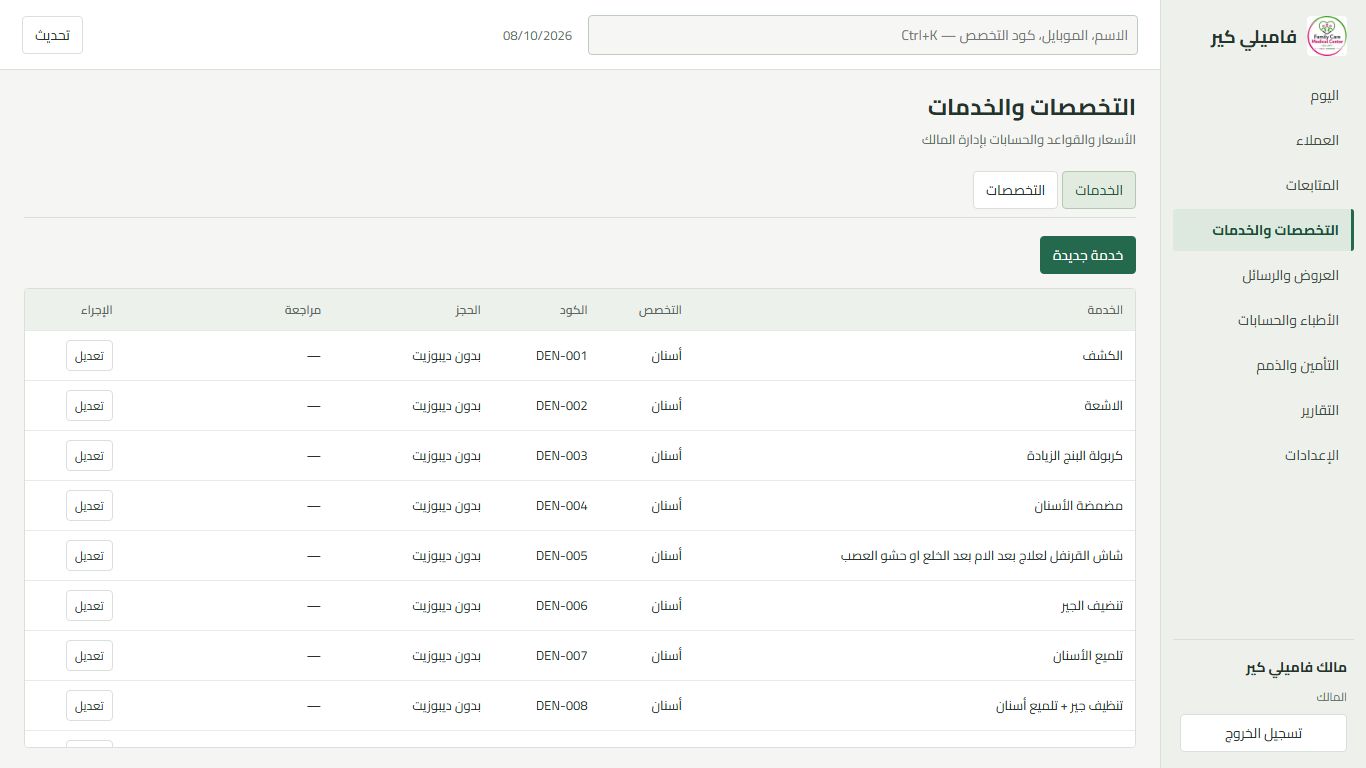 فاميلي كير
Family Care
Medical Center
اليوم
العملاء
المتابعات
التخصصات والخدمات
العروض والرسائل
الأطباء والحسابات
التأمين والذمم
التقارير
الإعدادات
مالك فاميلي كير
المالك
تسجيل الخروج
الاسم، الموبايل، كود التخصص — Ctrl+K
08/10/2026
تحديث
التخصصات والخدمات
الأسعار والقواعد والحسابات بإدارة المالك
الخدمات التخصصات
خدمة جديدة
الخدمة التخصص الكود الحجز مراجعة الإجراء
الكشف أسنان DEN-001 بدون ديبوزيت — تعديل
الاشعة أسنان DEN-002 بدون ديبوزيت — تعديل
كربولة البنج الزيادة أسنان DEN-003 بدون ديبوزيت — تعديل
مضمضة الأسنان أسنان DEN-004 بدون ديبوزيت — تعديل
شاش القرنفل لعلاج بعد الام بعد الخلع او حشو العصب أسنان DEN-005 بدون ديبوزيت — تعديل
تنضيف الجير أسنان DEN-006 بدون ديبوزيت — تعديل
تلميع الأسنان أسنان DEN-007 بدون ديبوزيت — تعديل
تنظيف جير + تلميع أسنان أسنان DEN-008 بدون ديبوزيت — تعديل